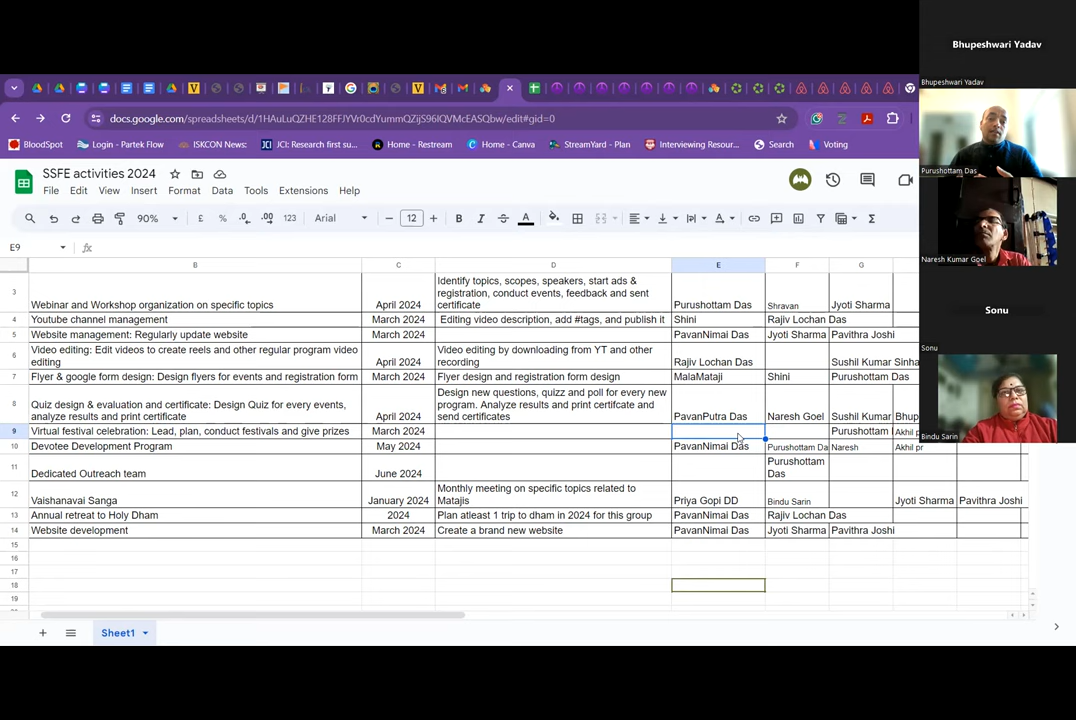 Bhupeshwari Yadav
Bhupeshwari Yadav
Purushottam Das
Naresh Kumar Goel
Sonu
Sonu
Bindu Sarin
docs.google.com/spreadsheets/d/1HAuLuQZHE128FFJYVr0cdYummQZijS96IQVMcEASQbw/edit#gid=0
BloodSpot Login - Partek Flow ISKCON News: JCI: Research first su... Home - Restream Home - Canva StreamYard - Plan Interviewing Resour... Search Voting
SSFE activities 2024
File Edit View Insert Format Data Tools Extensions Help
90% £ % .0 .00 123 Arial 12 B I A
E9 fx
B C D E F G
3 Webinar and Workshop organization on specific topics April 2024 Identify topics, scopes, speakers, start ads &
registration, conduct events, feedback and sent
certificate Purushottam Das Shravan Jyoti Sharma
4 Youtube channel management March 2024 Editing video description, add #tags, and publish it Shini Rajiv Lochan Das
5 Website management: Regularly update website March 2024 PavanNimai Das Jyoti Sharma Pavithra Joshi
6 Video editing: Edit videos to create reels and other regular program video
editing April 2024 Video editing by downloading from YT and other
recording Rajiv Lochan Das Sushil Kumar Sinha
7 Flyer & google form design: Design flyers for events and registration form March 2024 Flyer design and registration form design MalaMataji Shini Purushottam Das
8 Quiz design & evaluation and certificate: Design Quiz for every events,
analyze results and print certifcate April 2024 Design new questions, quizz and poll for every new
program. Analyze results and print certifcate and
send certificates PavanPutra Das Naresh Goel Sushil Kumar Bhup
9 Virtual festival celebration: Lead, plan, conduct festivals and give prizes March 2024 Purushottam Akhil pr
10 Devotee Development Program May 2024 PavanNimai Das Purushottam Da Naresh Akhil pr
11 Dedicated Outreach team June 2024 Purushottam
Das
12 Vaishanavai Sanga January 2024 Monthly meeting on specific topics related to
Matajis Priya Gopi DD Bindu Sarin Jyoti Sharma Pavithra Joshi
13 Annual retreat to Holy Dham 2024 Plan atleast 1 trip to dham in 2024 for this group PavanNimai Das Rajiv Lochan Das
14 Website development March 2024 Create a brand new website PavanNimai Das Jyoti Sharma Pavithra Joshi
15
16
17
18
19
Sheet1